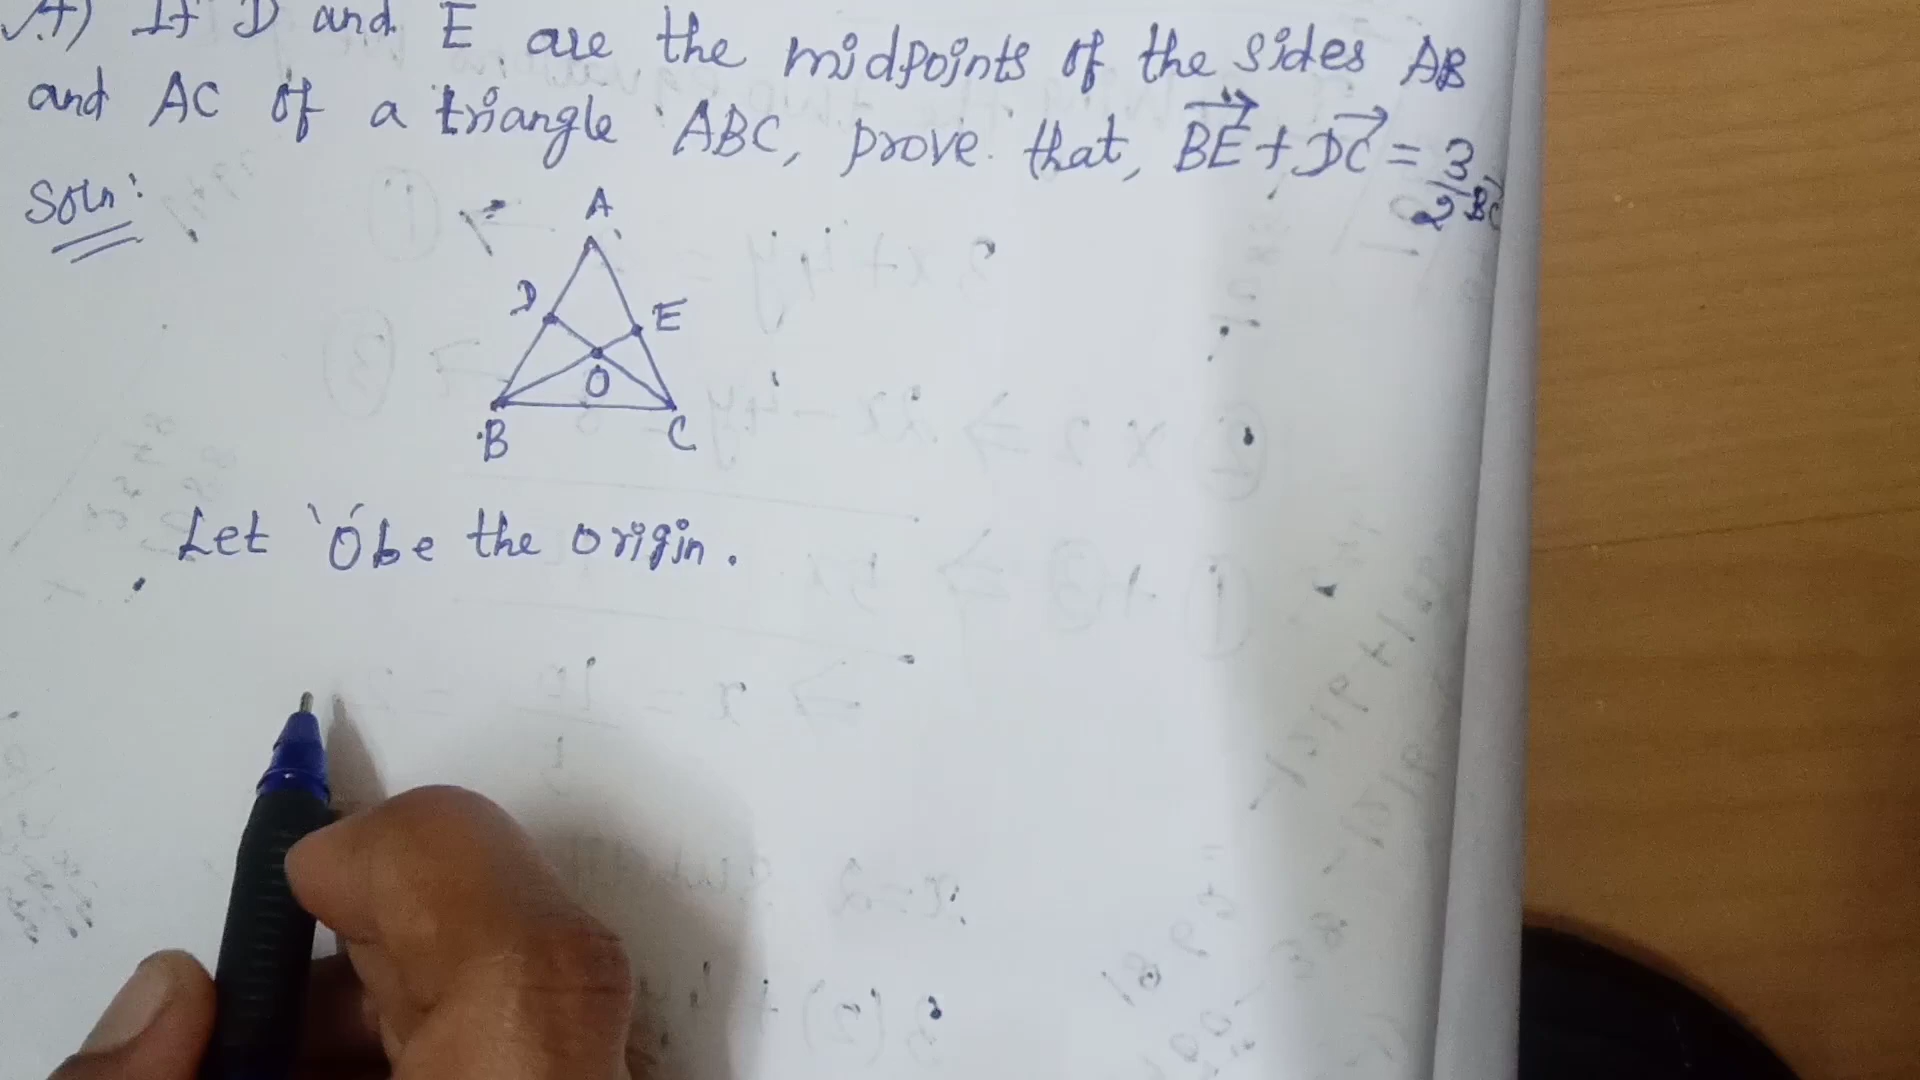 If D and E are the midpoints of the sides AB
and AC of a triangle ABC, prove that, BE + DC = 3/2 BC
Soln:
A
D
E
O
B
C
Let 'O' be the origin.